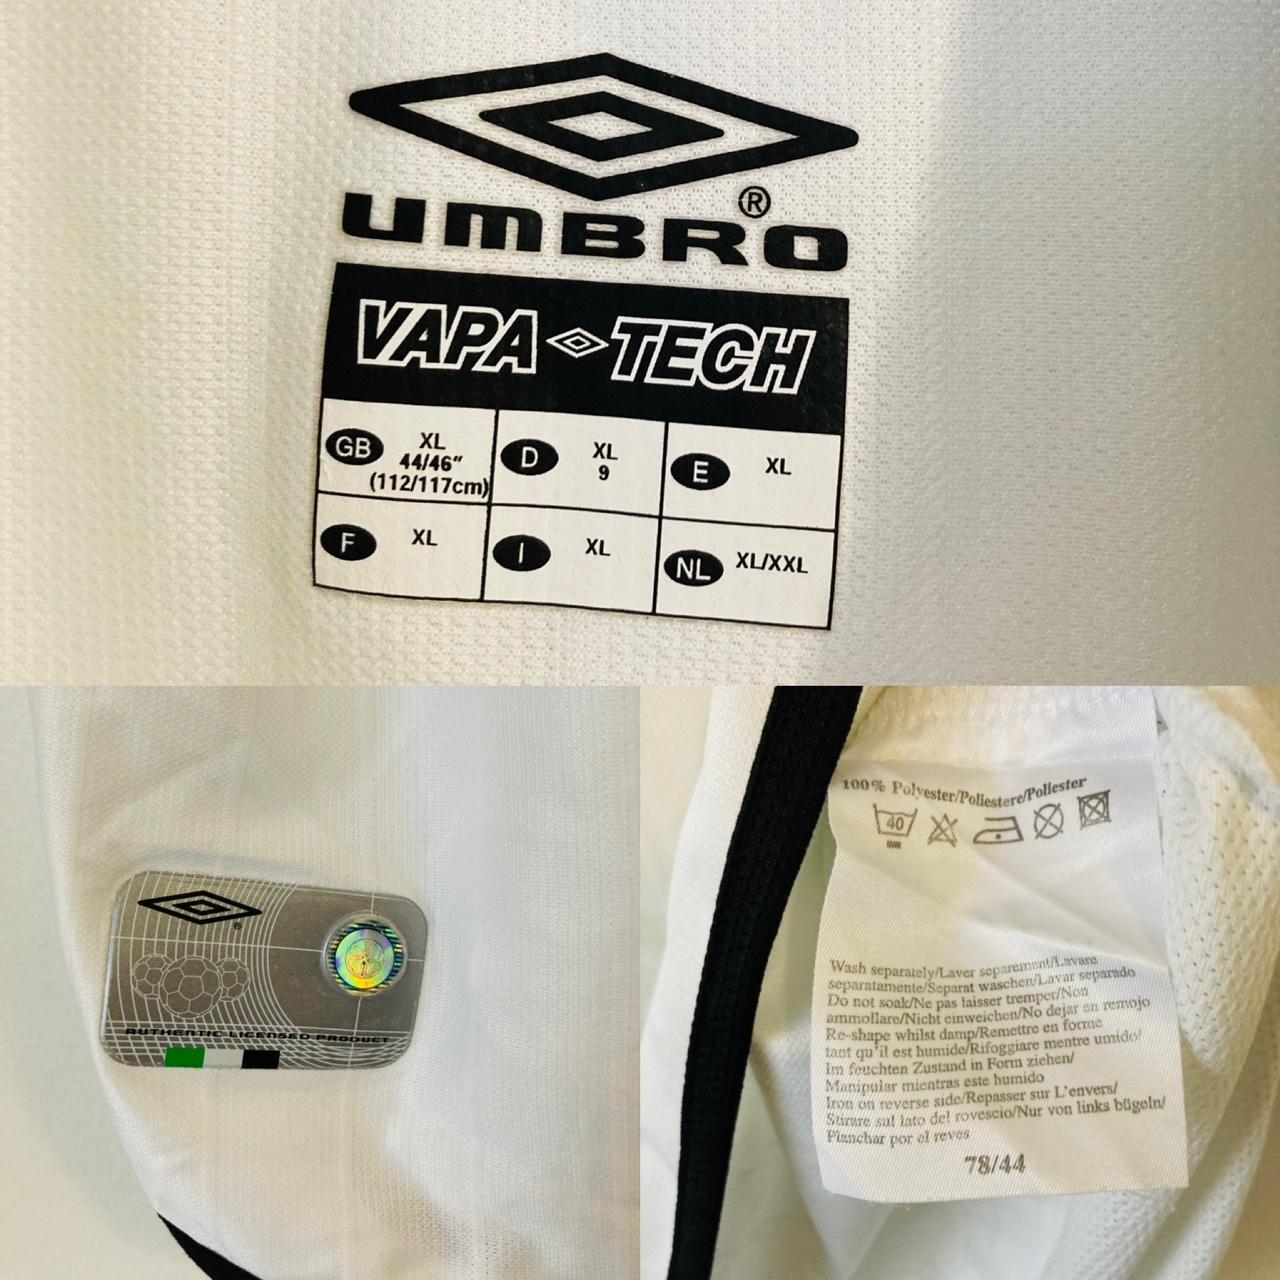 UMBRO®
VAPA TECH
GB XL 44/46" (112/117cm)
D XL 9
E XL
F XL
I XL
NL XL/XXL
®
AUTHENTIC LICENSED PRODUCT
100% Polyester/Poliestere/Poliester
40
Wash separately/Laver separement/Lavare
separatamente/Separat waschen/Lavar separado
Do not soak/Ne pas laisser tremper/Non
ammollare/Nicht einweichen/No dejar en remojo
Re-shape whilst damp/Remettre en forme
tant qu'il est humide/Rifoggiare mentre umido/
Im feuchten Zustand in Form ziehen/
Manipular mientras este humido
Iron on reverse side/Repasser sur L'envers/
Stirare sul lato del rovescio/Nur von links bügeln/
Planchar por el reves
78/44